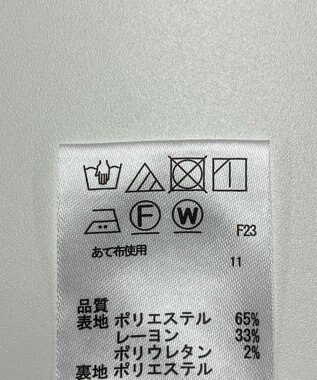 F W
F23
あて布使用
11
品質
表地 ポリエステル 65%
レーヨン 33%
ポリウレタン 2%
裏地 ポリエステル